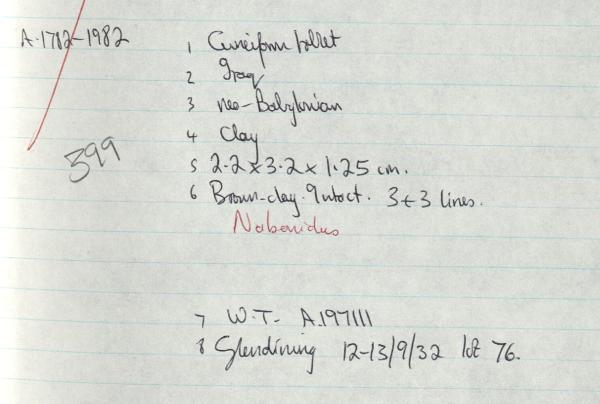 A.1782-1982
1 Cuneiform tablet
2 Iraq
3 neo-Babylonian
4 Clay
399
5 2.2 x 3.2 x 1.25 cm.
6 Brown-clay. Intact. 3+3 lines.
Nabonidus
7 W.T- A.197111
8 Glendining 12-13/9/32 lot 76.